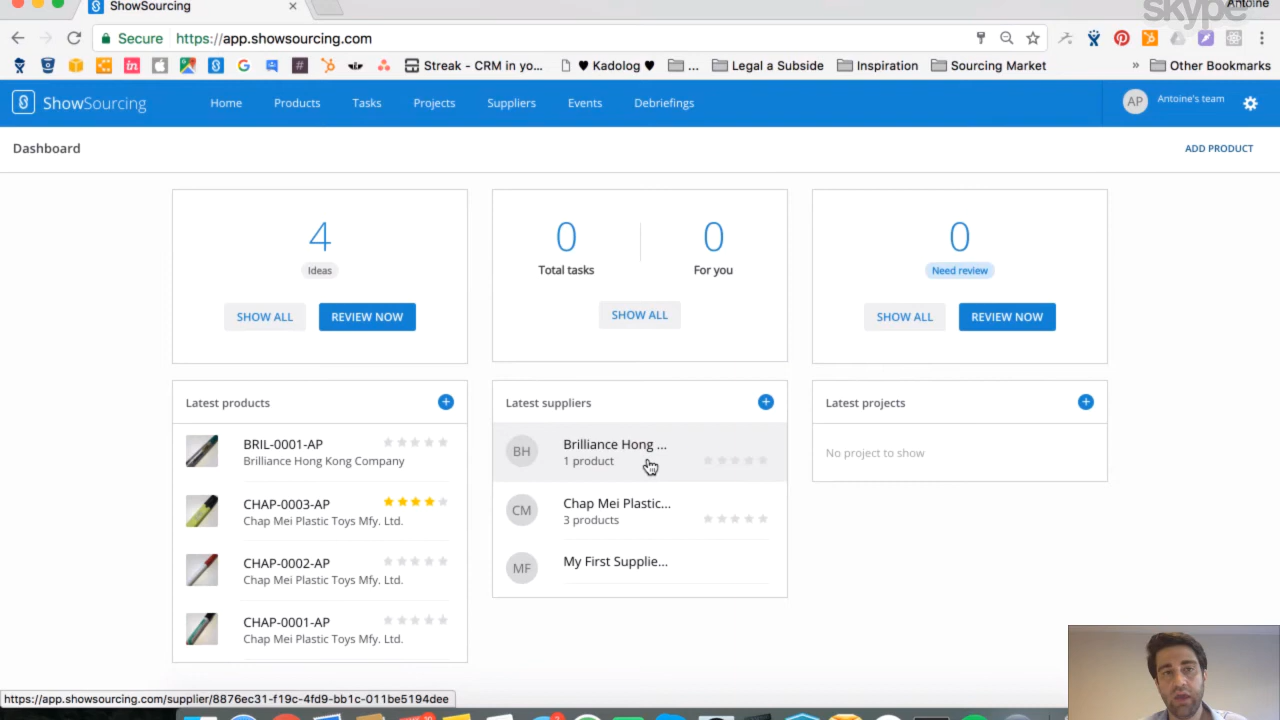 Antoine
skype
ShowSourcing ×
Secure https://app.showsourcing.com
Streak - CRM in yo... ♥ Kadolog ♥ ... Legal a Subside Inspiration Sourcing Market » Other Bookmarks
ShowSourcing Home Products Tasks Projects Suppliers Events Debriefings AP Antoine's team
Dashboard ADD PRODUCT
4
Ideas
SHOW ALL REVIEW NOW
0 0
Total tasks For you
SHOW ALL
0
Need review
SHOW ALL REVIEW NOW
Latest products +
BRIL-0001-AP
Brilliance Hong Kong Company
CHAP-0003-AP
Chap Mei Plastic Toys Mfy. Ltd.
CHAP-0002-AP
Chap Mei Plastic Toys Mfy. Ltd.
CHAP-0001-AP
Chap Mei Plastic Toys Mfy. Ltd.
Latest suppliers +
BH Brilliance Hong ...
1 product
CM Chap Mei Plastic...
3 products
MF My First Supplie...
Latest projects +
No project to show
https://app.showsourcing.com/supplier/8876ec31-f19c-4fd9-bb1c-011be5194dee